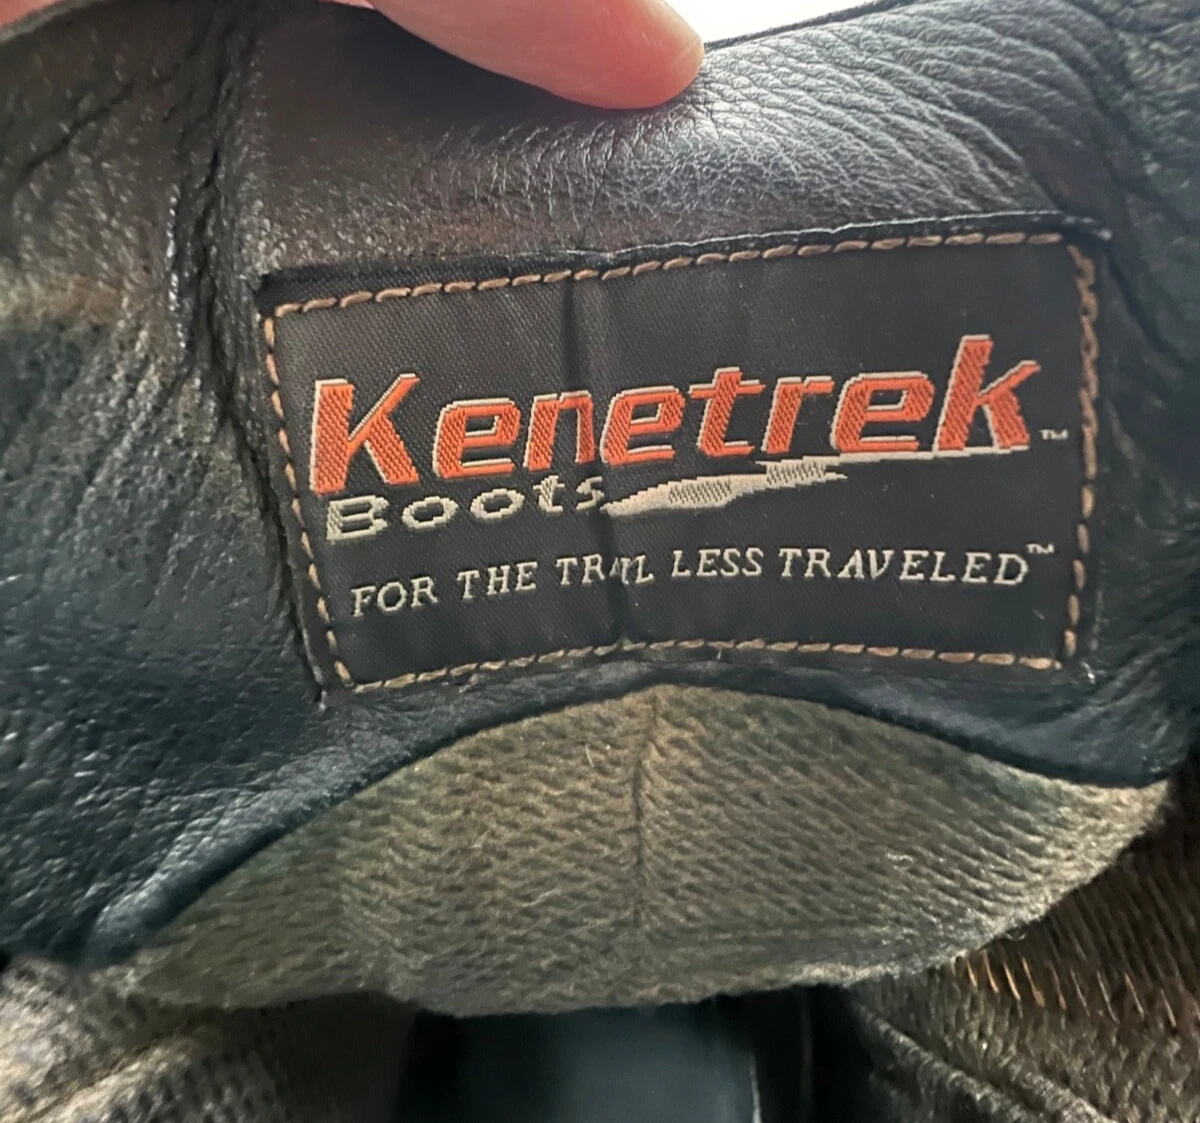 Kenetrek™
Boots
FOR THE TRAIL LESS TRAVELED™